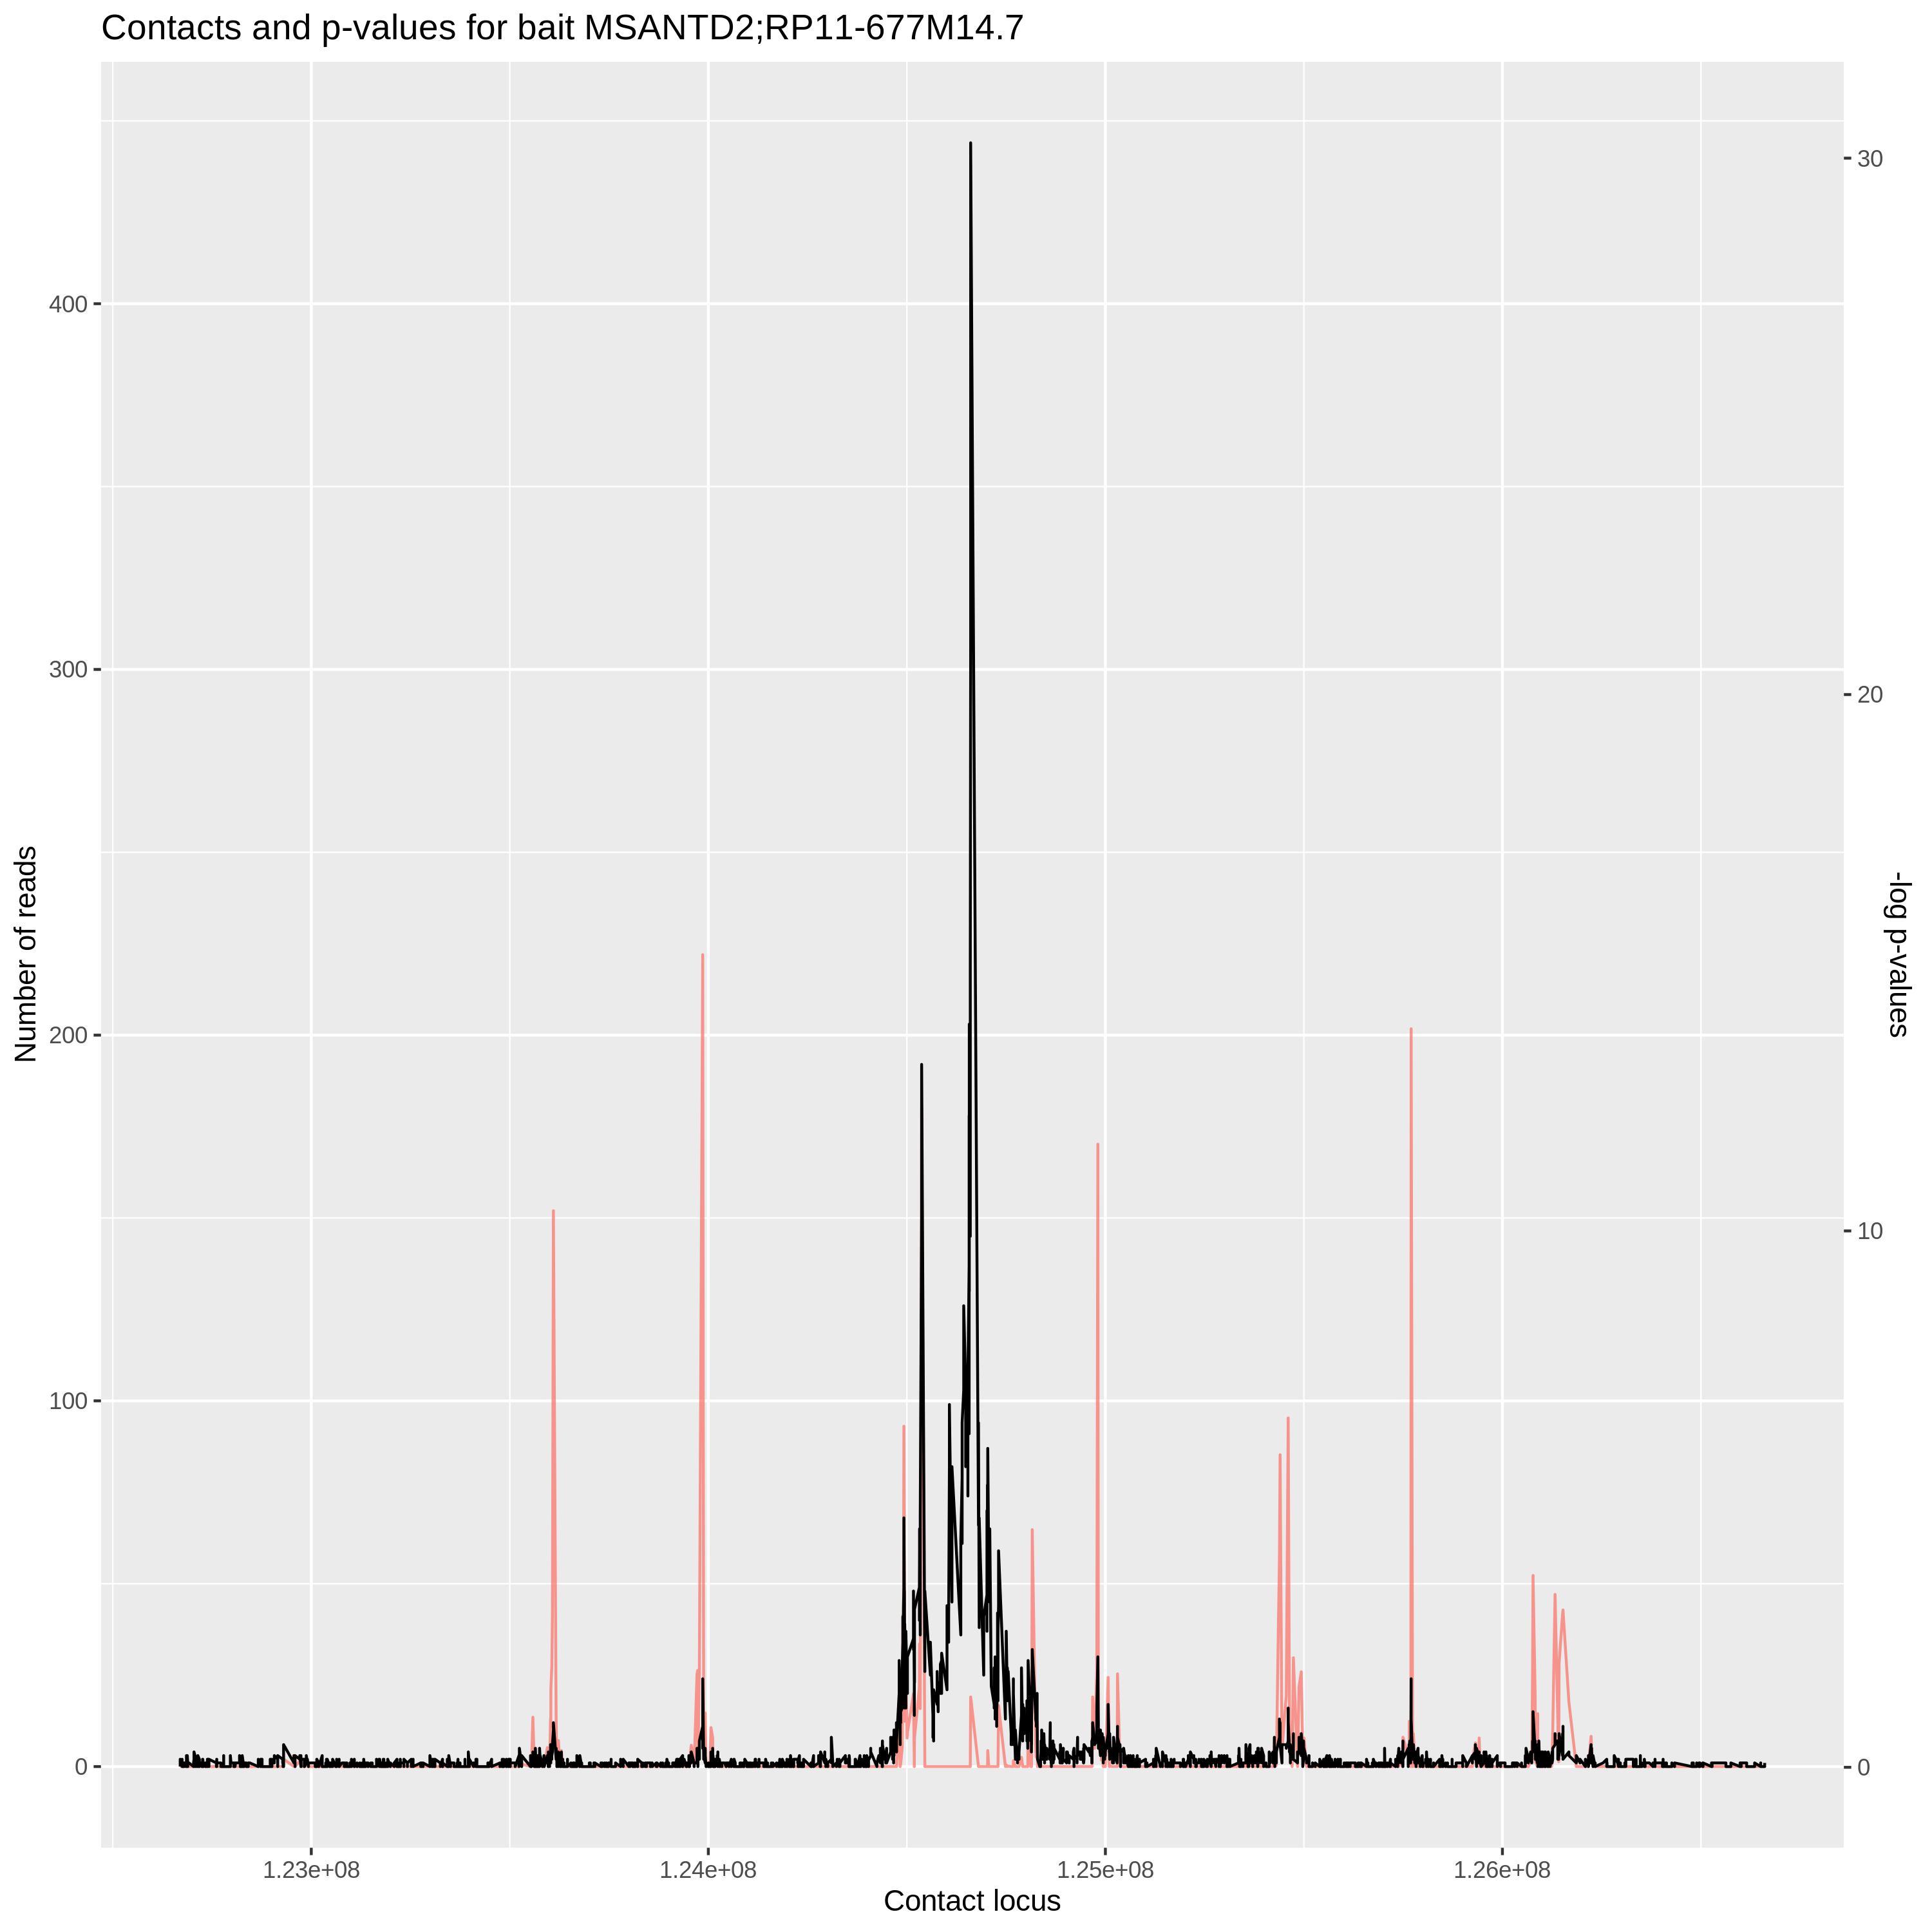 Contacts and p-values for bait MSANTD2;RP11-677M14.7
Number of reads
400
300
200
100
0
30
20
10
0
-log p-values
1.23e+08
1.24e+08
1.25e+08
1.26e+08
Contact locus